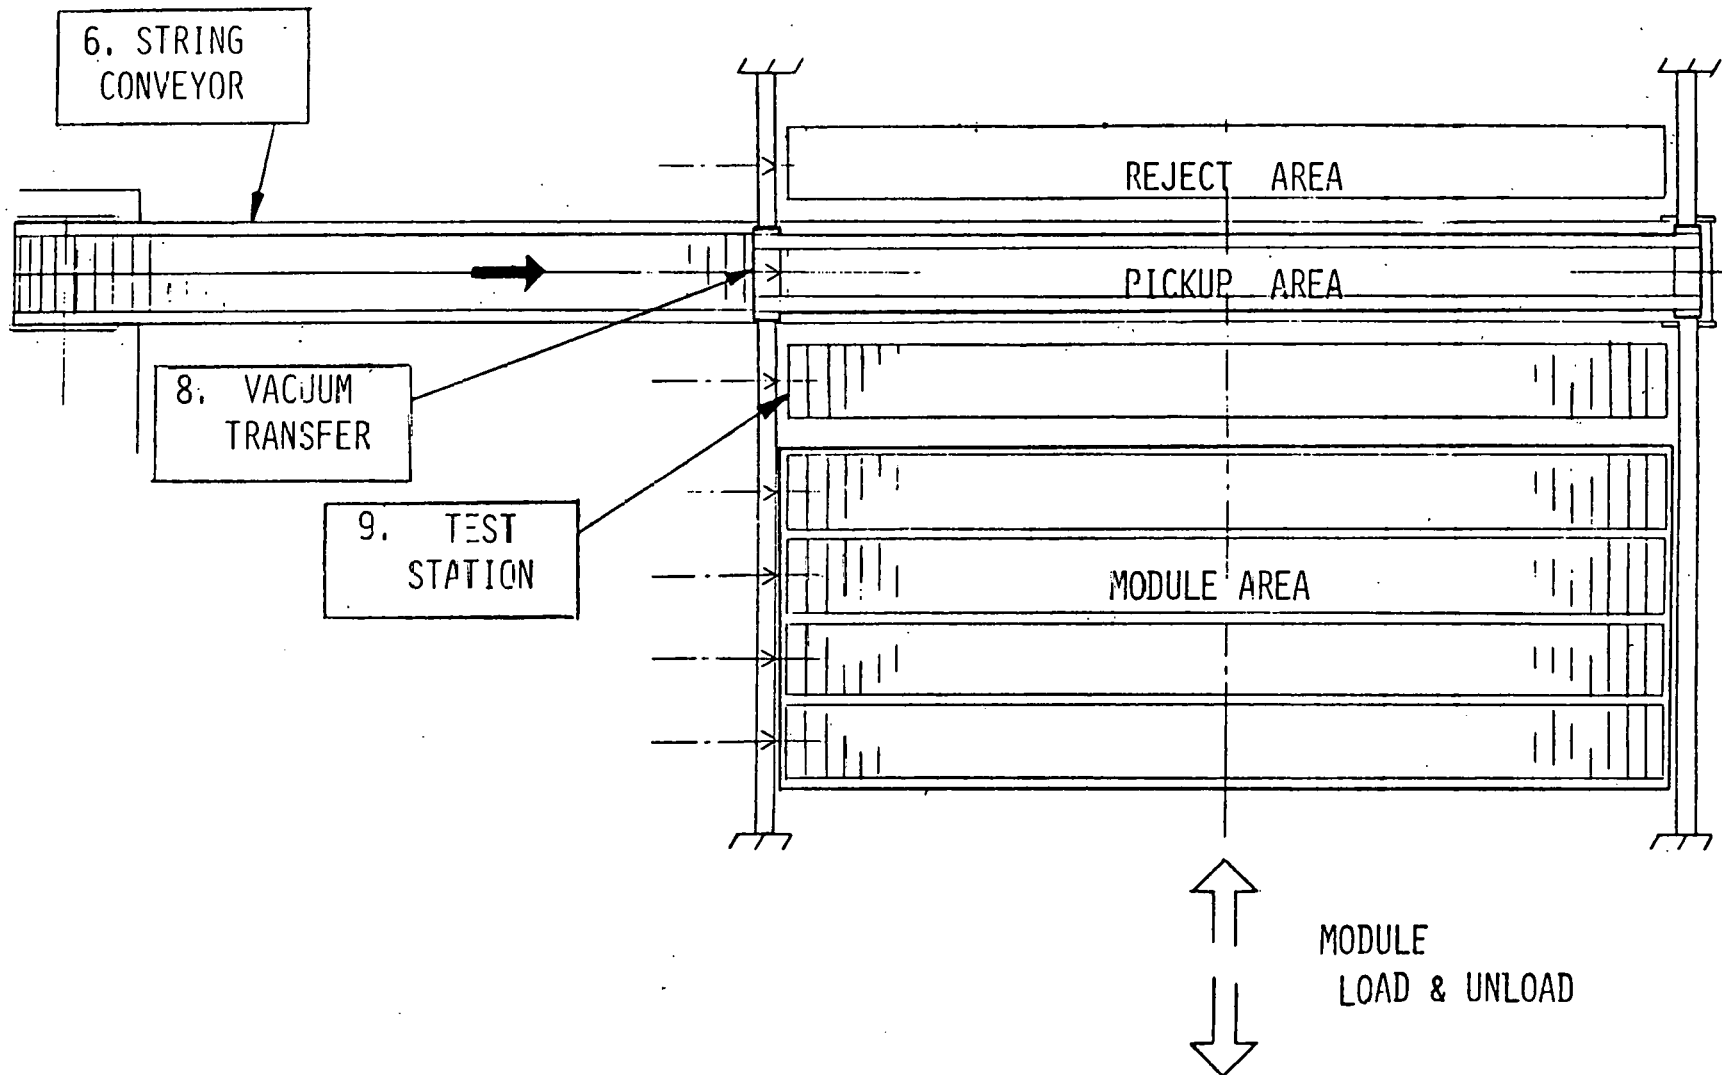 6. STRING
CONVEYOR
REJECT AREA
PICKUP AREA
8. VACUUM
TRANSFER
9. TEST
STATION
MODULE AREA
MODULE
LOAD & UNLOAD